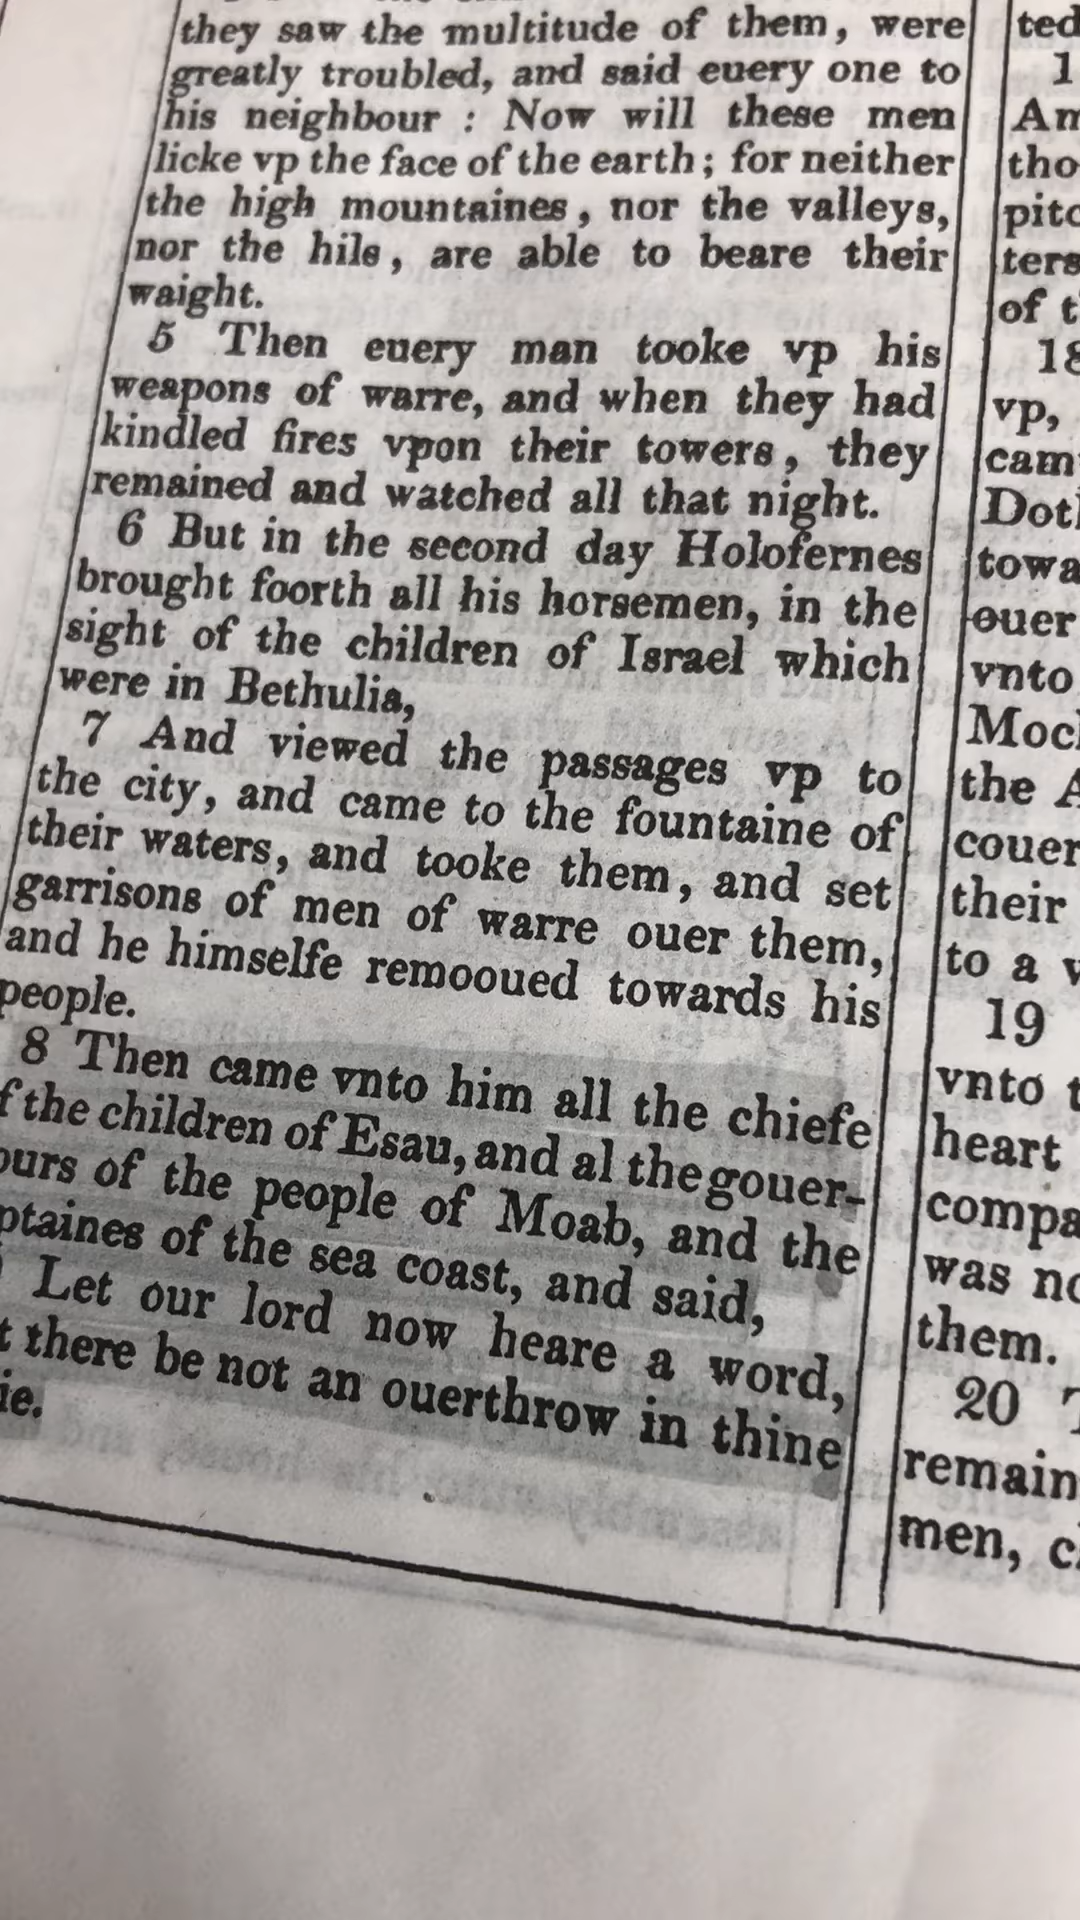 they saw the multitude of them, were
greatly troubled, and said euery one to
his neighbour : Now will these men
licke vp the face of the earth; for neither
the high mountaines, nor the valleys,
nor the hils, are able to beare their
waight.
5 Then euery man tooke vp his
weapons of warre, and when they had
kindled fires vpon their towers, they
remained and watched all that night.
6 But in the second day Holofernes
brought foorth all his horsemen, in the
sight of the children of Israel which
were in Bethulia,
7 And viewed the passages vp to
the city, and came to the fountaine of
their waters, and tooke them, and set
garrisons of men of warre ouer them,
and he himselfe remooued towards his
people.
8 Then came vnto him all the chiefe
f the children of Esau, and al the gouer-
ours of the people of Moab, and the
ptaines of the sea coast, and said,
Let our lord now heare a word,
t there be not an ouerthrow in thine
ie.
ted
1
Am
tho
pitc
ters
of t
18
vp,
cam
Doth
towa
ouer
vnto
Moch
the A
couer
their
to a v
19
vnto t
heart
compa
was no
them.
20 T
remain
men, c